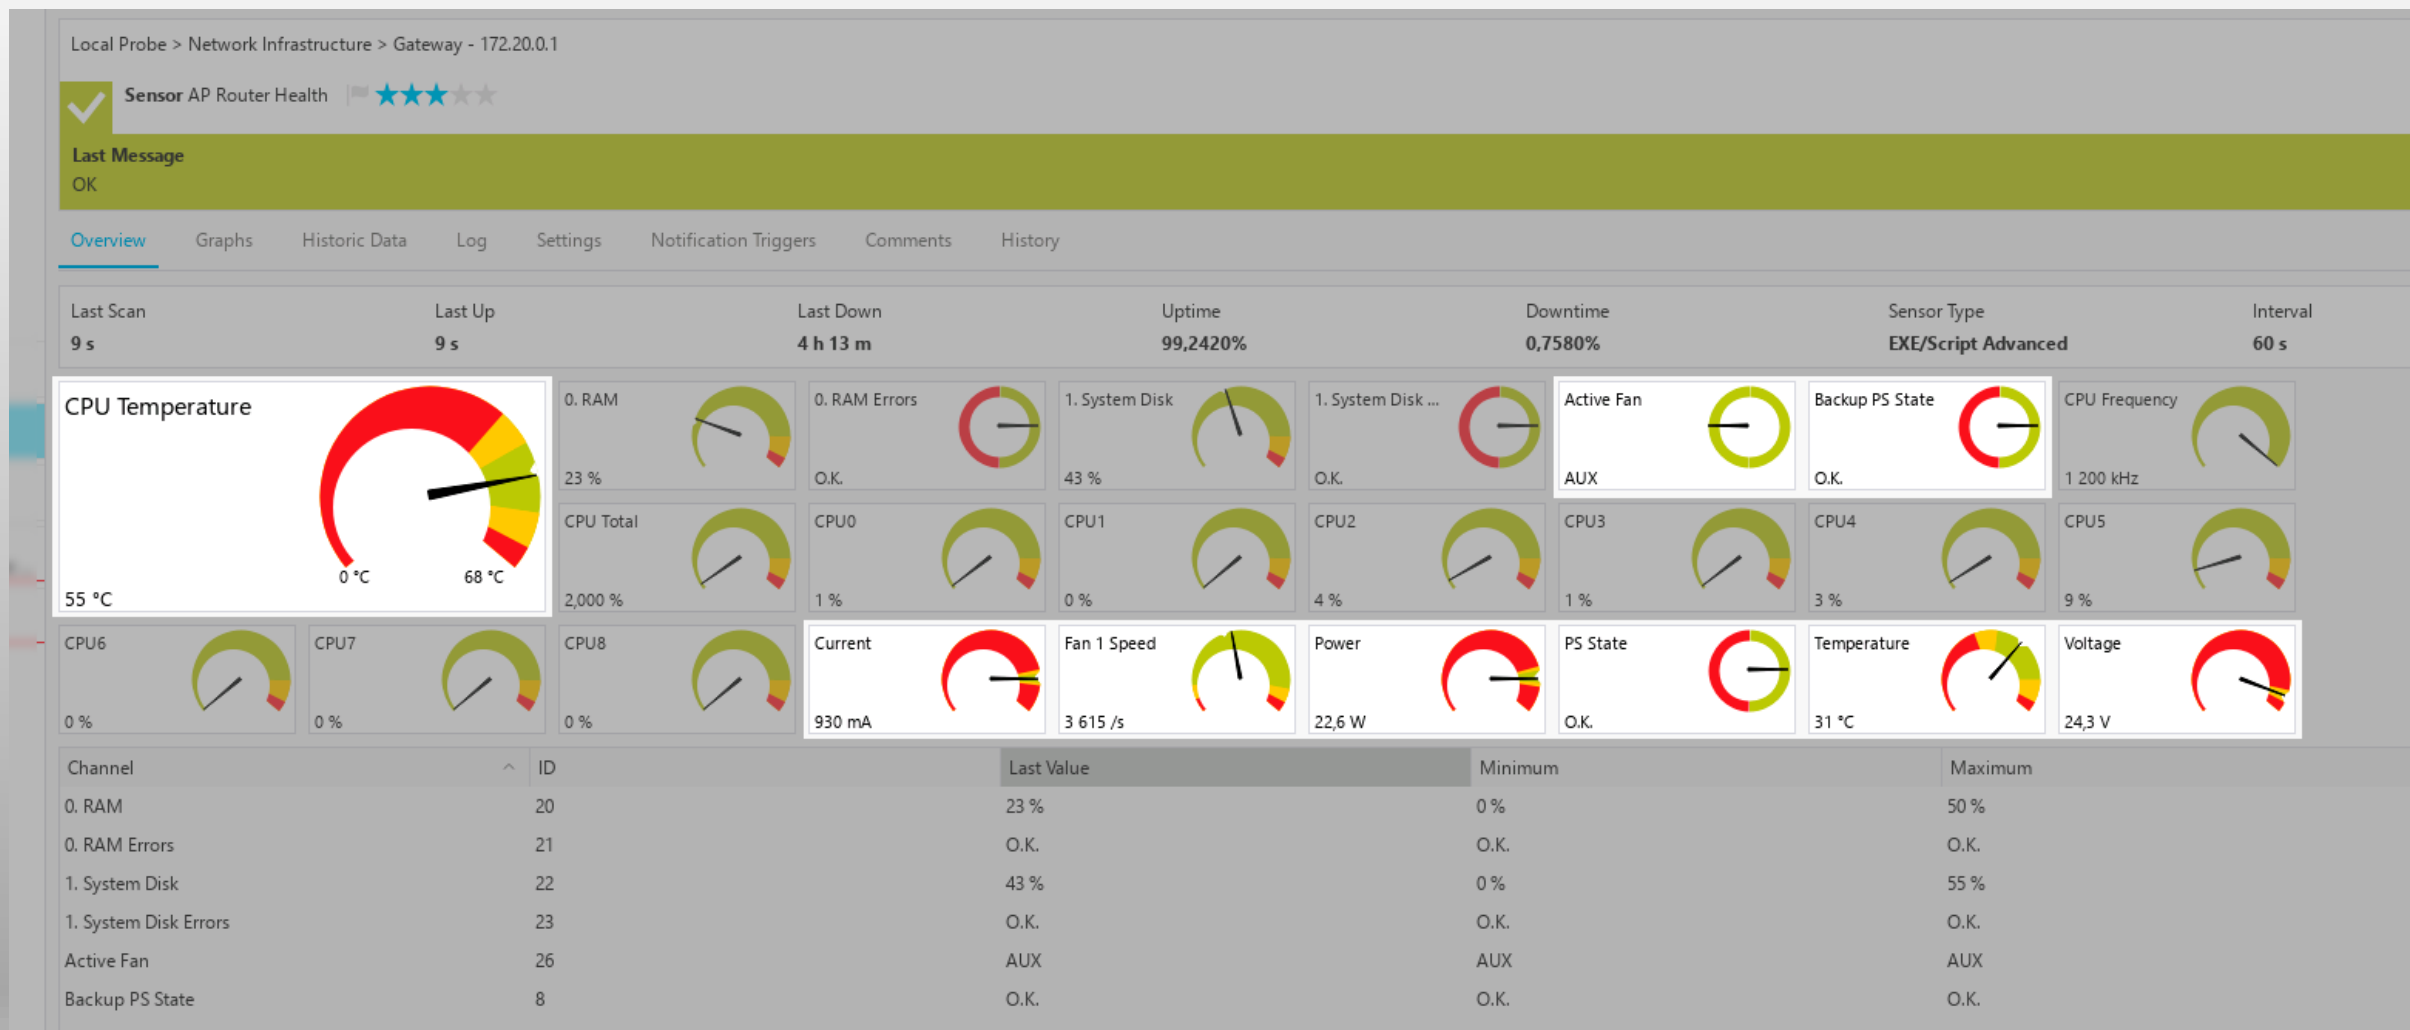 Local Probe > Network Infrastructure > Gateway - 172.20.0.1
Sensor AP Router Health
Last Message
OK
Overview Graphs Historic Data Log Settings Notification Triggers Comments History
Last Scan Last Up Last Down Uptime Downtime Sensor Type Interval
9 s 9 s 4 h 13 m 99,2420% 0,7580% EXE/Script Advanced 60 s
CPU Temperature
0 °C 68 °C
55 °C
0. RAM
23 %
0. RAM Errors
O.K.
1. System Disk
43 %
1. System Disk ...
O.K.
Active Fan
AUX
Backup PS State
O.K.
CPU Frequency
1 200 kHz
CPU Total
2,000 %
CPU0
1 %
CPU1
0 %
CPU2
4 %
CPU3
1 %
CPU4
3 %
CPU5
9 %
CPU6
0 %
CPU7
0 %
CPU8
0 %
Current
930 mA
Fan 1 Speed
3 615 /s
Power
22,6 W
PS State
O.K.
Temperature
31 °C
Voltage
24,3 V
Channel ID Last Value Minimum Maximum
0. RAM 20 23 % 0 % 50 %
0. RAM Errors 21 O.K. O.K. O.K.
1. System Disk 22 43 % 0 % 55 %
1. System Disk Errors 23 O.K. O.K. O.K.
Active Fan 26 AUX AUX AUX
Backup PS State 8 O.K. O.K. O.K.